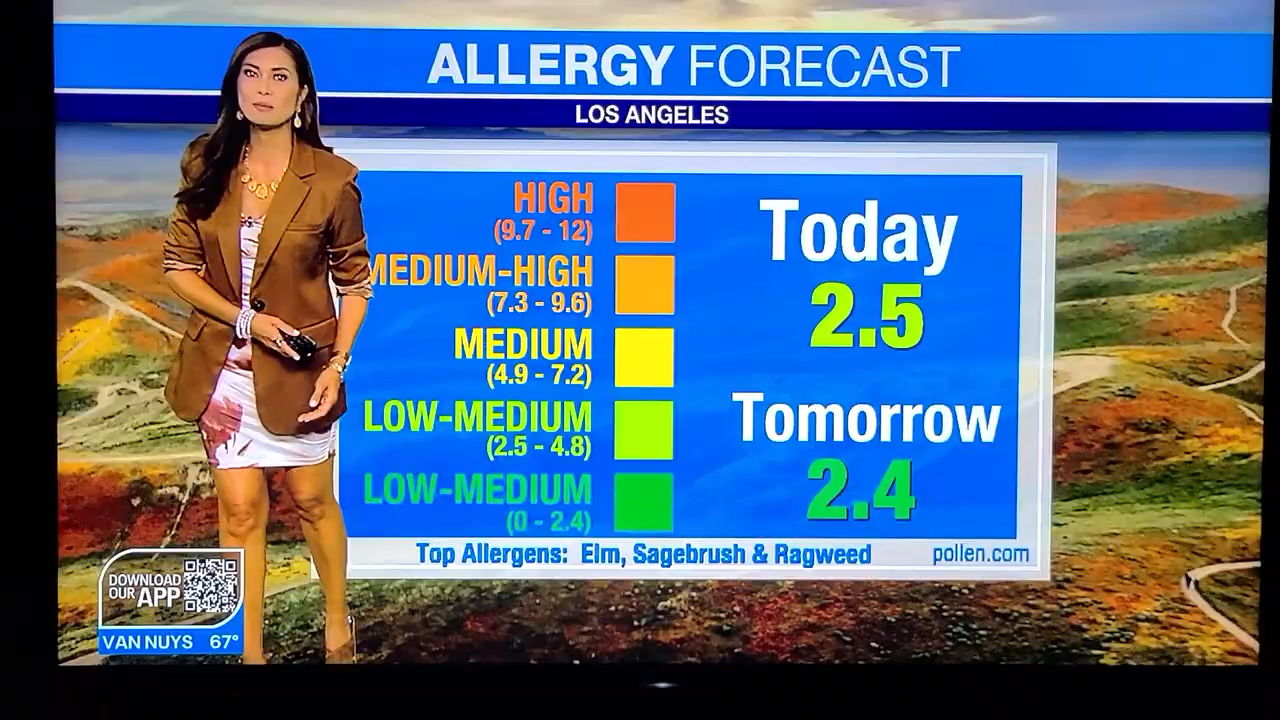 ALLERGY FORECAST
LOS ANGELES
HIGH
(9.7 - 12)
MEDIUM-HIGH
(7.3 - 9.6)
MEDIUM
(4.9 - 7.2)
LOW-MEDIUM
(2.5 - 4.8)
LOW-MEDIUM
(0 - 2.4)
Today
2.5
Tomorrow
2.4
Top Allergens: Elm, Sagebrush & Ragweed
pollen.com
DOWNLOAD
OUR APP
VAN NUYS 67°